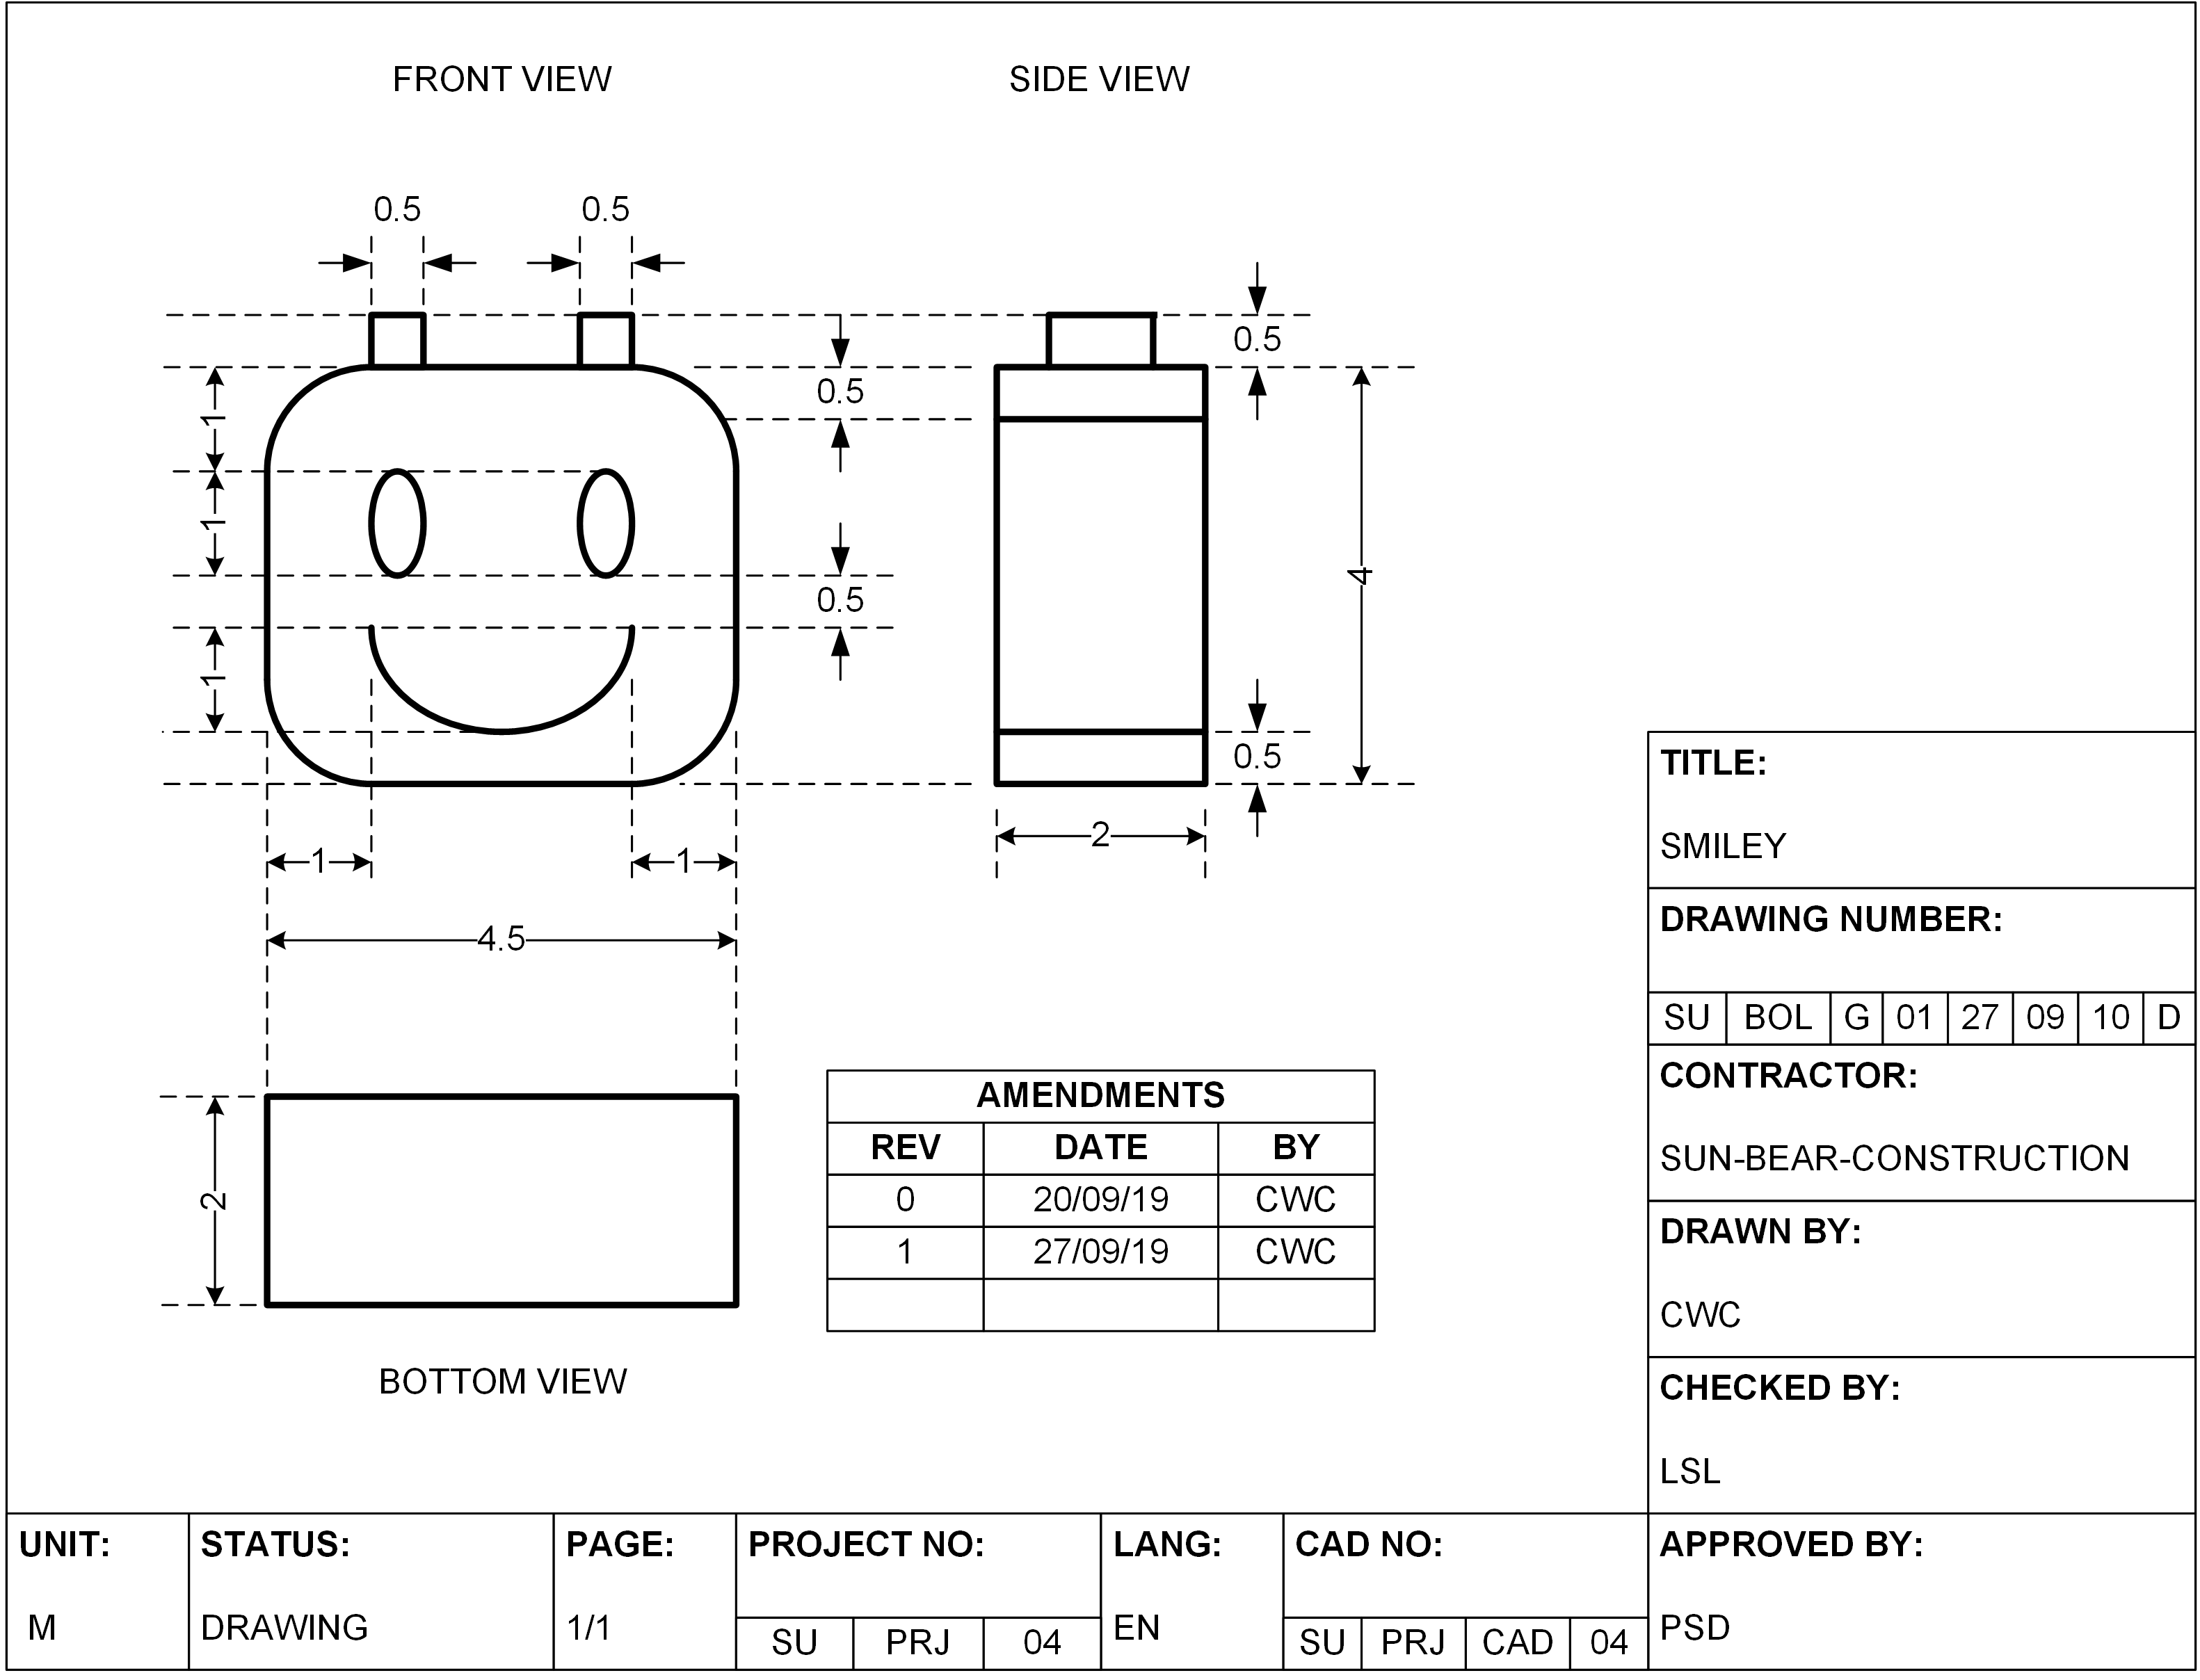 FRONT VIEW
SIDE VIEW
0.5
0.5
0.5
0.5
1
1
0.5
4
1
0.5
2
1
1
4.5
2
BOTTOM VIEW
AMENDMENTS
REV DATE BY
0 20/09/19 CWC
1 27/09/19 CWC
TITLE:
SMILEY
DRAWING NUMBER:
SU BOL G 01 27 09 10 D
CONTRACTOR:
SUN-BEAR-CONSTRUCTION
DRAWN BY:
CWC
CHECKED BY:
LSL
APPROVED BY:
PSD
UNIT:
M
STATUS:
DRAWING
PAGE:
1/1
PROJECT NO:
SU PRJ 04
LANG:
EN
CAD NO:
SU PRJ CAD 04